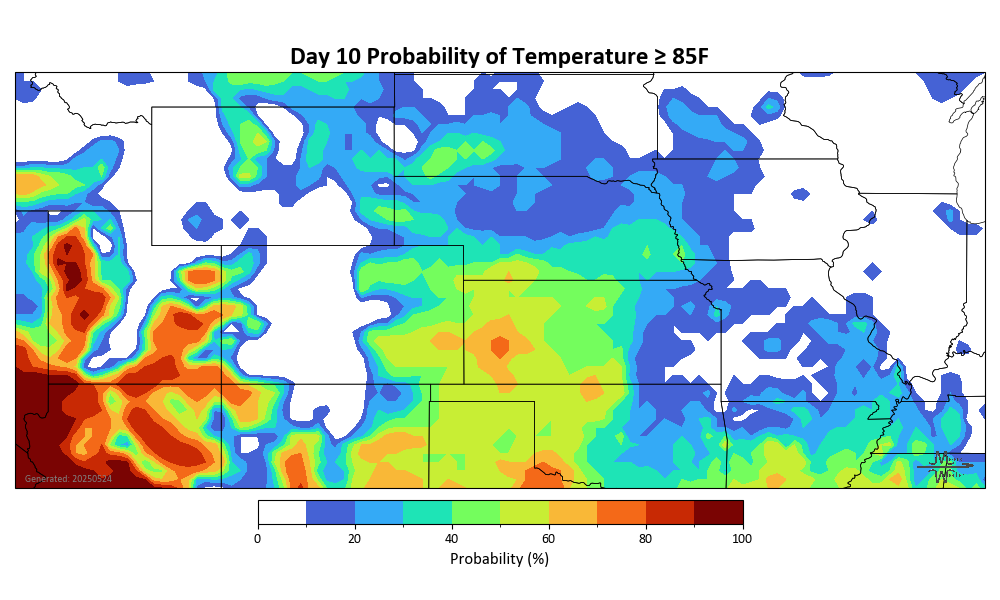 Day 10 Probability of Temperature ≥ 85F
Generated: 20250524
0 20 40 60 80 100
Probability (%)